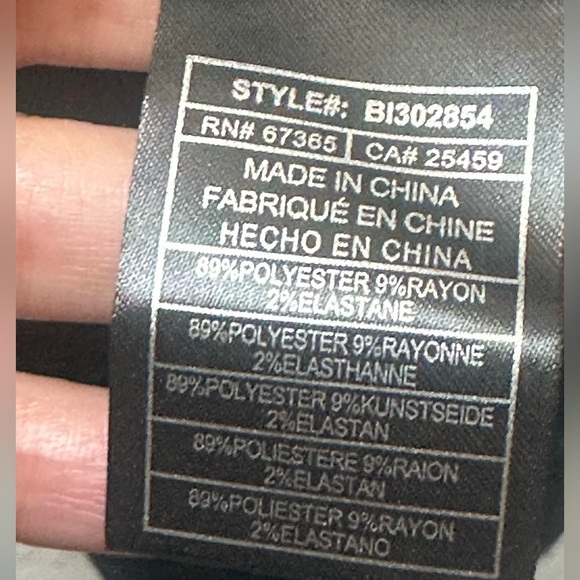 STYLE#: BI302854
RN# 67365 CA# 25459
MADE IN CHINA
FABRIQUÉ EN CHINE
HECHO EN CHINA
89%POLYESTER 9%RAYON
2%ELASTANE
89%POLYESTER 9%RAYONNE
2%ELASTHANNE
89%POLYESTER 9%KUNSTSEIDE
2%ELASTAN
89%POLIESTERE 9%RAION
2%ELASTAN
89%POLIESTER 9%RAYON
2%ELASTANO